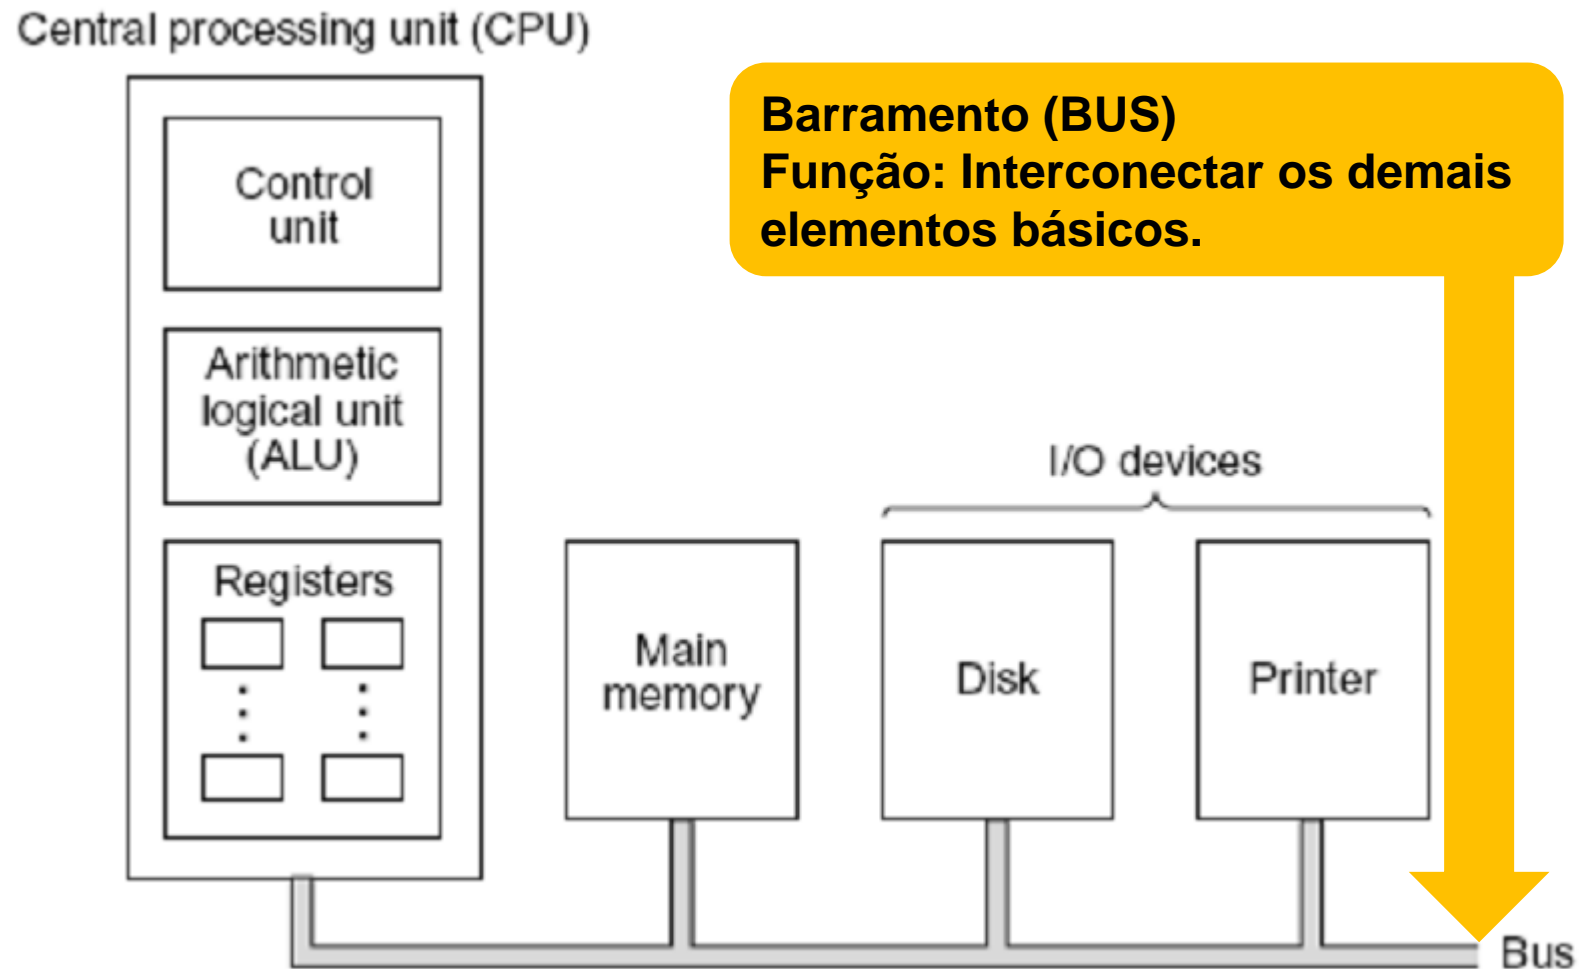 Central processing unit (CPU)
Barramento (BUS)
Função: Interconectar os demais
elementos básicos.
Control
unit
Arithmetic
logical unit
(ALU)
Registers
I/O devices
Main
memory
Disk
Printer
Bus